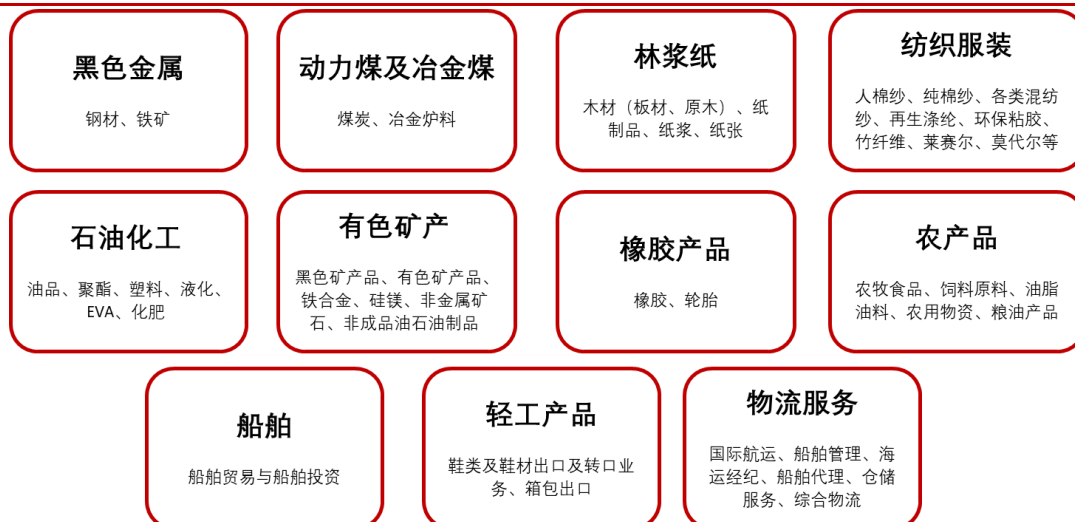 黑色金属
钢材、铁矿
动力煤及冶金煤
煤炭、冶金炉料
林浆纸
木材（板材、原木）、纸
制品、纸浆、纸张
纺织服装
人棉纱、纯棉纱、各类混纺
纱、再生涤纶、环保粘胶、
竹纤维、莱赛尔、莫代尔等
石油化工
油品、聚酯、塑料、液化、
EVA、化肥
有色矿产
黑色矿产品、有色矿产品、
铁合金、硅镁、非金属矿
石、非成品油石油制品
橡胶产品
橡胶、轮胎
农产品
农牧食品、饲料原料、油脂
油料、农用物资、粮油产品
船舶
船舶贸易与船舶投资
轻工产品
鞋类及鞋材出口及转口业
务、箱包出口
物流服务
国际航运、船舶管理、海
运经纪、船舶代理、仓储
服务、综合物流